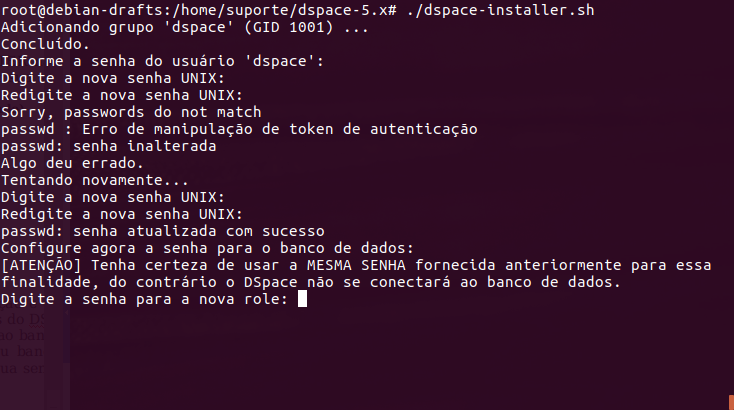 root@debian-drafts:/home/suporte/dspace-5.x# ./dspace-installer.sh
Adicionando grupo 'dspace' (GID 1001) ...
Concluído.
Informe a senha do usuário 'dspace':
Digite a nova senha UNIX:
Redigite a nova senha UNIX:
Sorry, passwords do not match
passwd : Erro de manipulação de token de autenticação
passwd: senha inalterada
Algo deu errado.
Tentando novamente...
Digite a nova senha UNIX:
Redigite a nova senha UNIX:
passwd: senha atualizada com sucesso
Configure agora a senha para o banco de dados:
[ATENÇÃO] Tenha certeza de usar a MESMA SENHA fornecida anteriormente para essa
finalidade, do contrário o DSpace não se conectará ao banco de dados.
Digite a senha para a nova role:
do